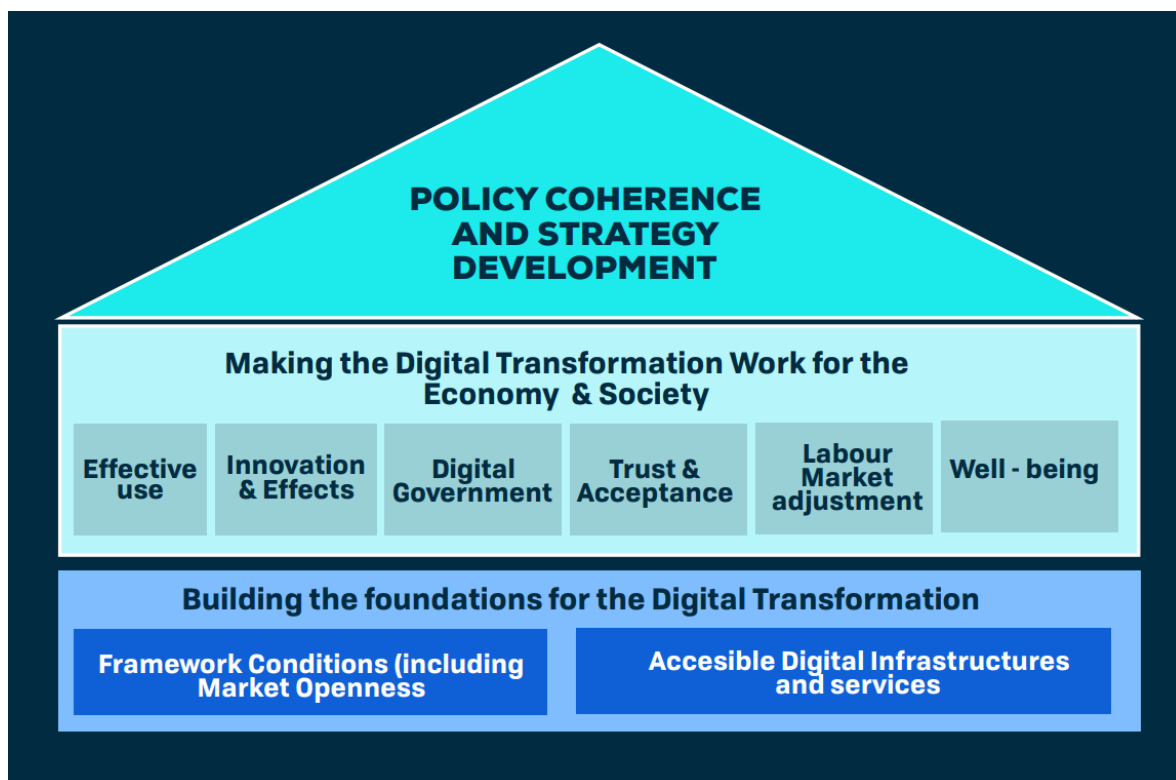 POLICY COHERENCE
AND STRATEGY
DEVELOPMENT
Making the Digital Transformation Work for the
Economy & Society
Effective
use
Innovation
& Effects
Digital
Government
Trust &
Acceptance
Labour
Market
adjustment
Well - being
Building the foundations for the Digital Transformation
Framework Conditions (including
Market Openness
Accesible Digital Infrastructures
and services